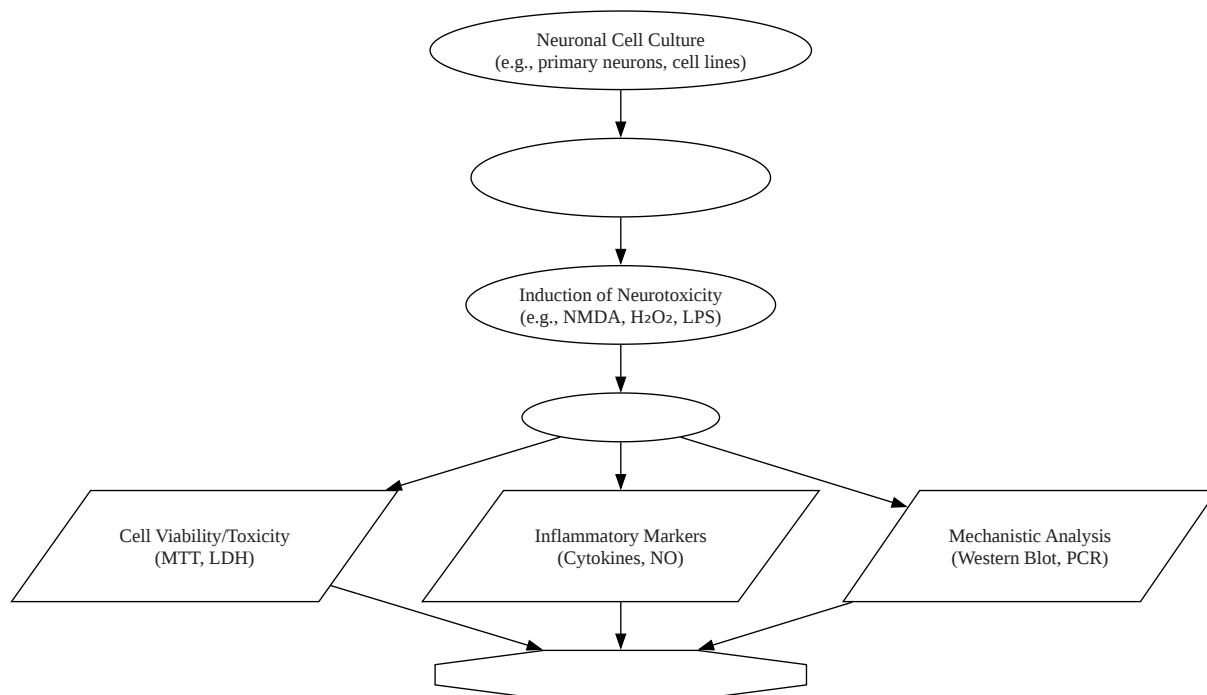 Neuronal Cell Culture
(e.g., primary neurons, cell lines)
Induction of Neurotoxicity
(e.g., NMDA, H₂O₂, LPS)
Cell Viability/Toxicity
(MTT, LDH)
Inflammatory Markers
(Cytokines, NO)
Mechanistic Analysis
(Western Blot, PCR)